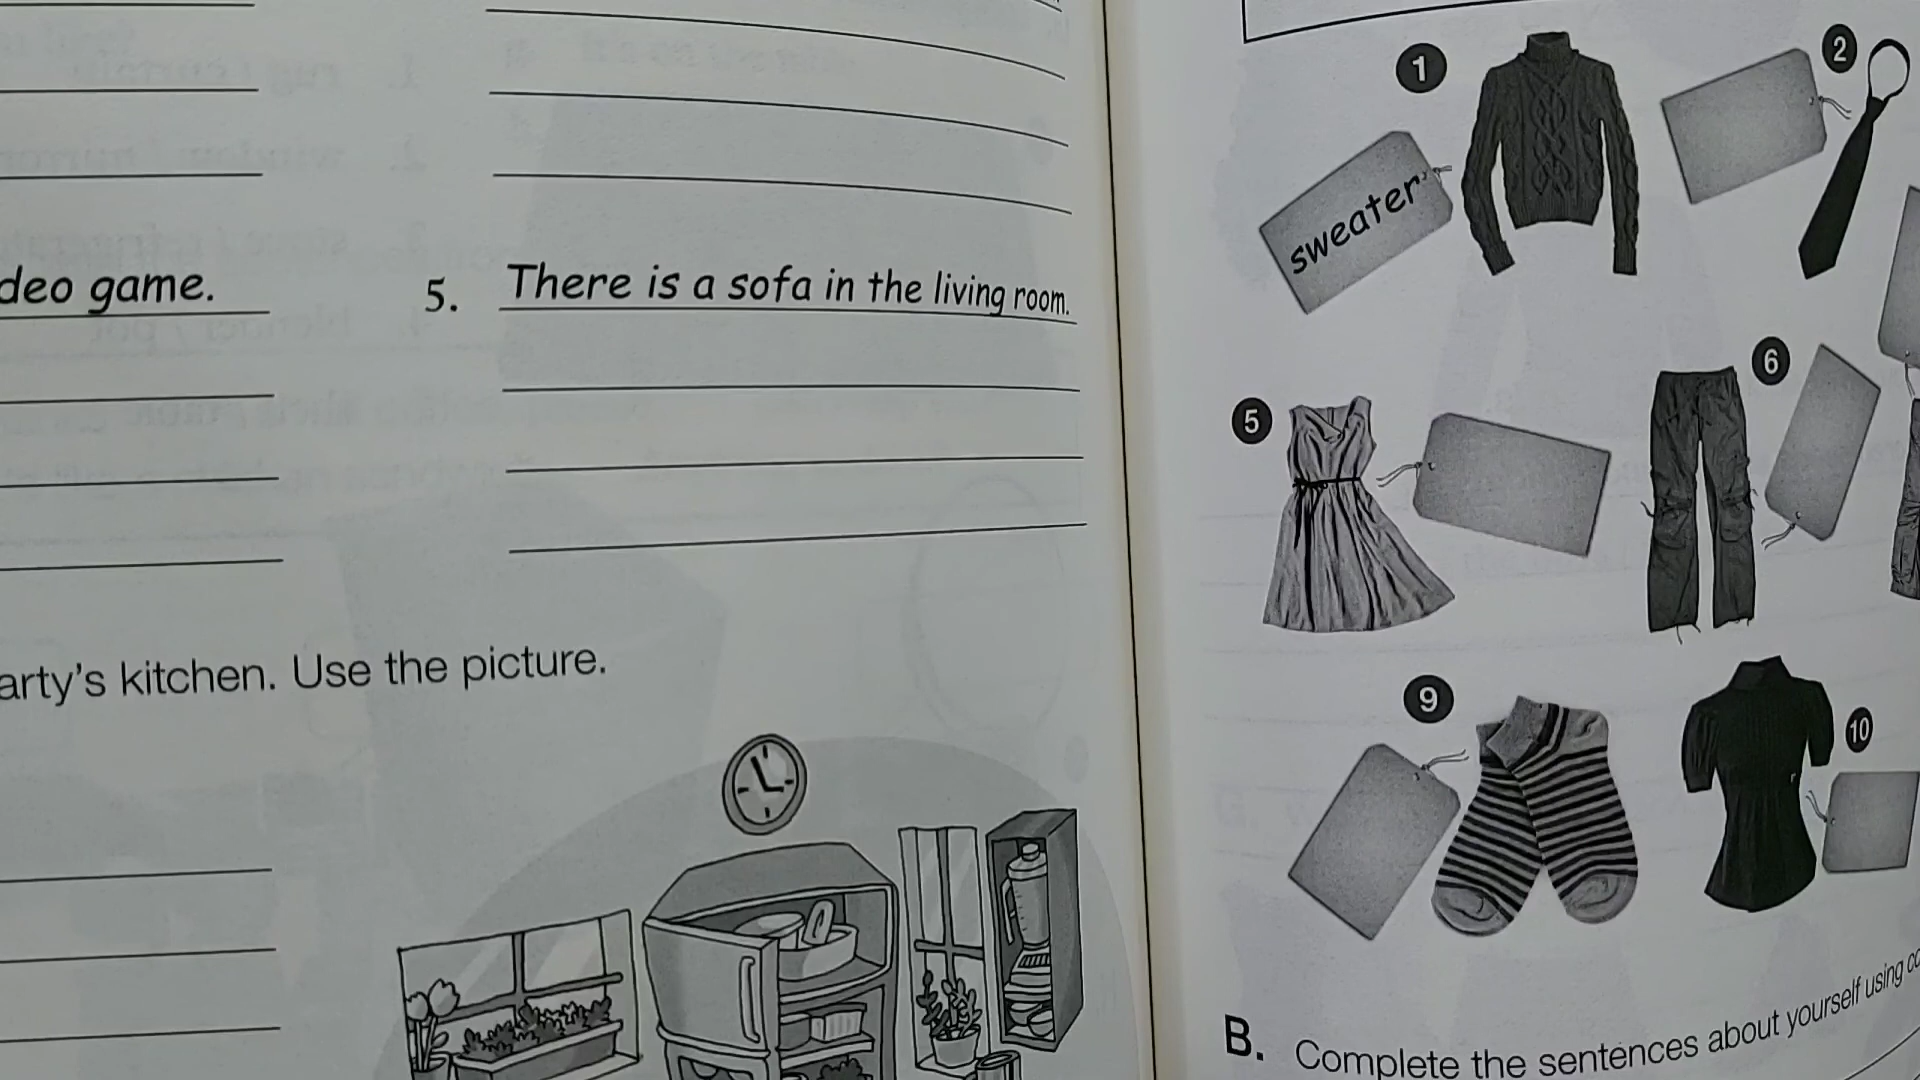 deo game.
5. There is a sofa in the living room.
arty's kitchen. Use the picture.
1
sweater
2
5
6
9
10
B. Complete the sentences about yourself using co